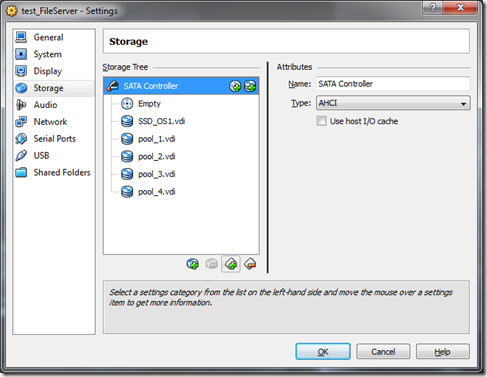 test_FileServer - Settings
General
System
Display
Storage
Audio
Network
Serial Ports
USB
Shared Folders
Storage
Storage Tree
SATA Controller
Empty
SSD_OS1.vdi
pool_1.vdi
pool_2.vdi
pool_3.vdi
pool_4.vdi
Attributes
Name: SATA Controller
Type: AHCI
Use host I/O cache
Select a settings category from the list on the left-hand side and move the mouse over a settings
item to get more information.
OK Cancel Help